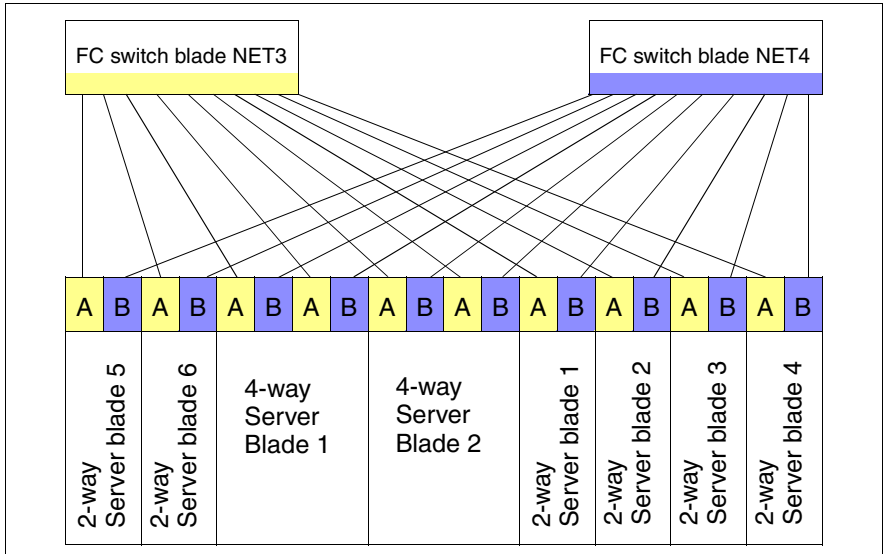 FC switch blade NET3
FC switch blade NET4
A B A B A B A B A B A B A B A B A B A B
2-way
Server blade 5
2-way
Server blade 6
4-way
Server
Blade 1
4-way
Server
Blade 2
2-way
Server blade 1
2-way
Server blade 2
2-way
Server blade 3
2-way
Server blade 4